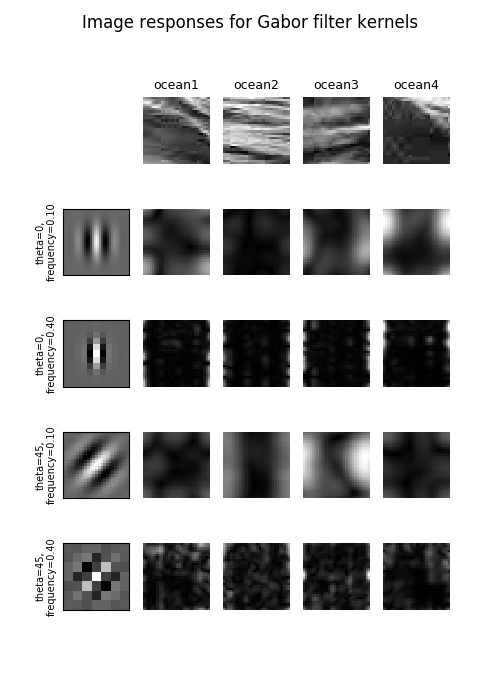 Image responses for Gabor filter kernels
ocean1 ocean2 ocean3 ocean4
theta=0,
frequency=0.10
theta=0,
frequency=0.40
theta=45,
frequency=0.10
theta=45,
frequency=0.40